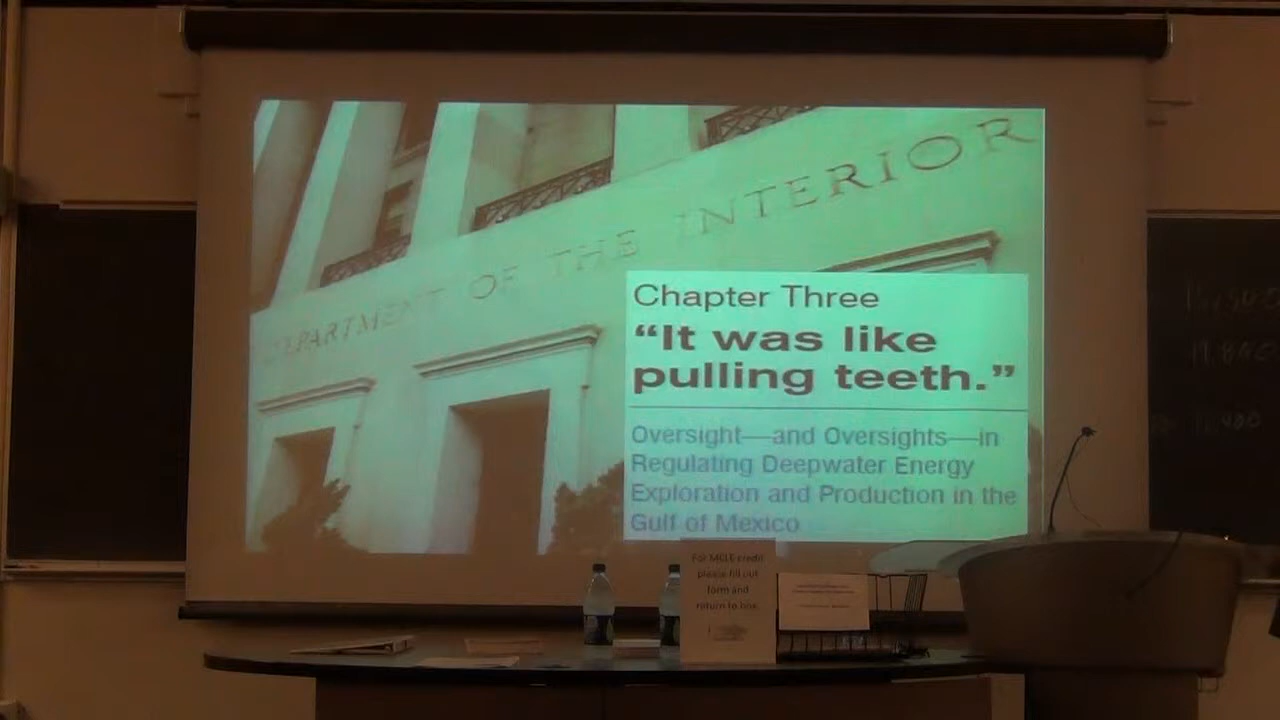 DEPARTMENT OF THE INTERIOR
Chapter Three
“It was like
pulling teeth.”
Oversight—and Oversights—in
Regulating Deepwater Energy
Exploration and Production in the
Gulf of Mexico
For MCLE credit
please fill out
form and
return to box.